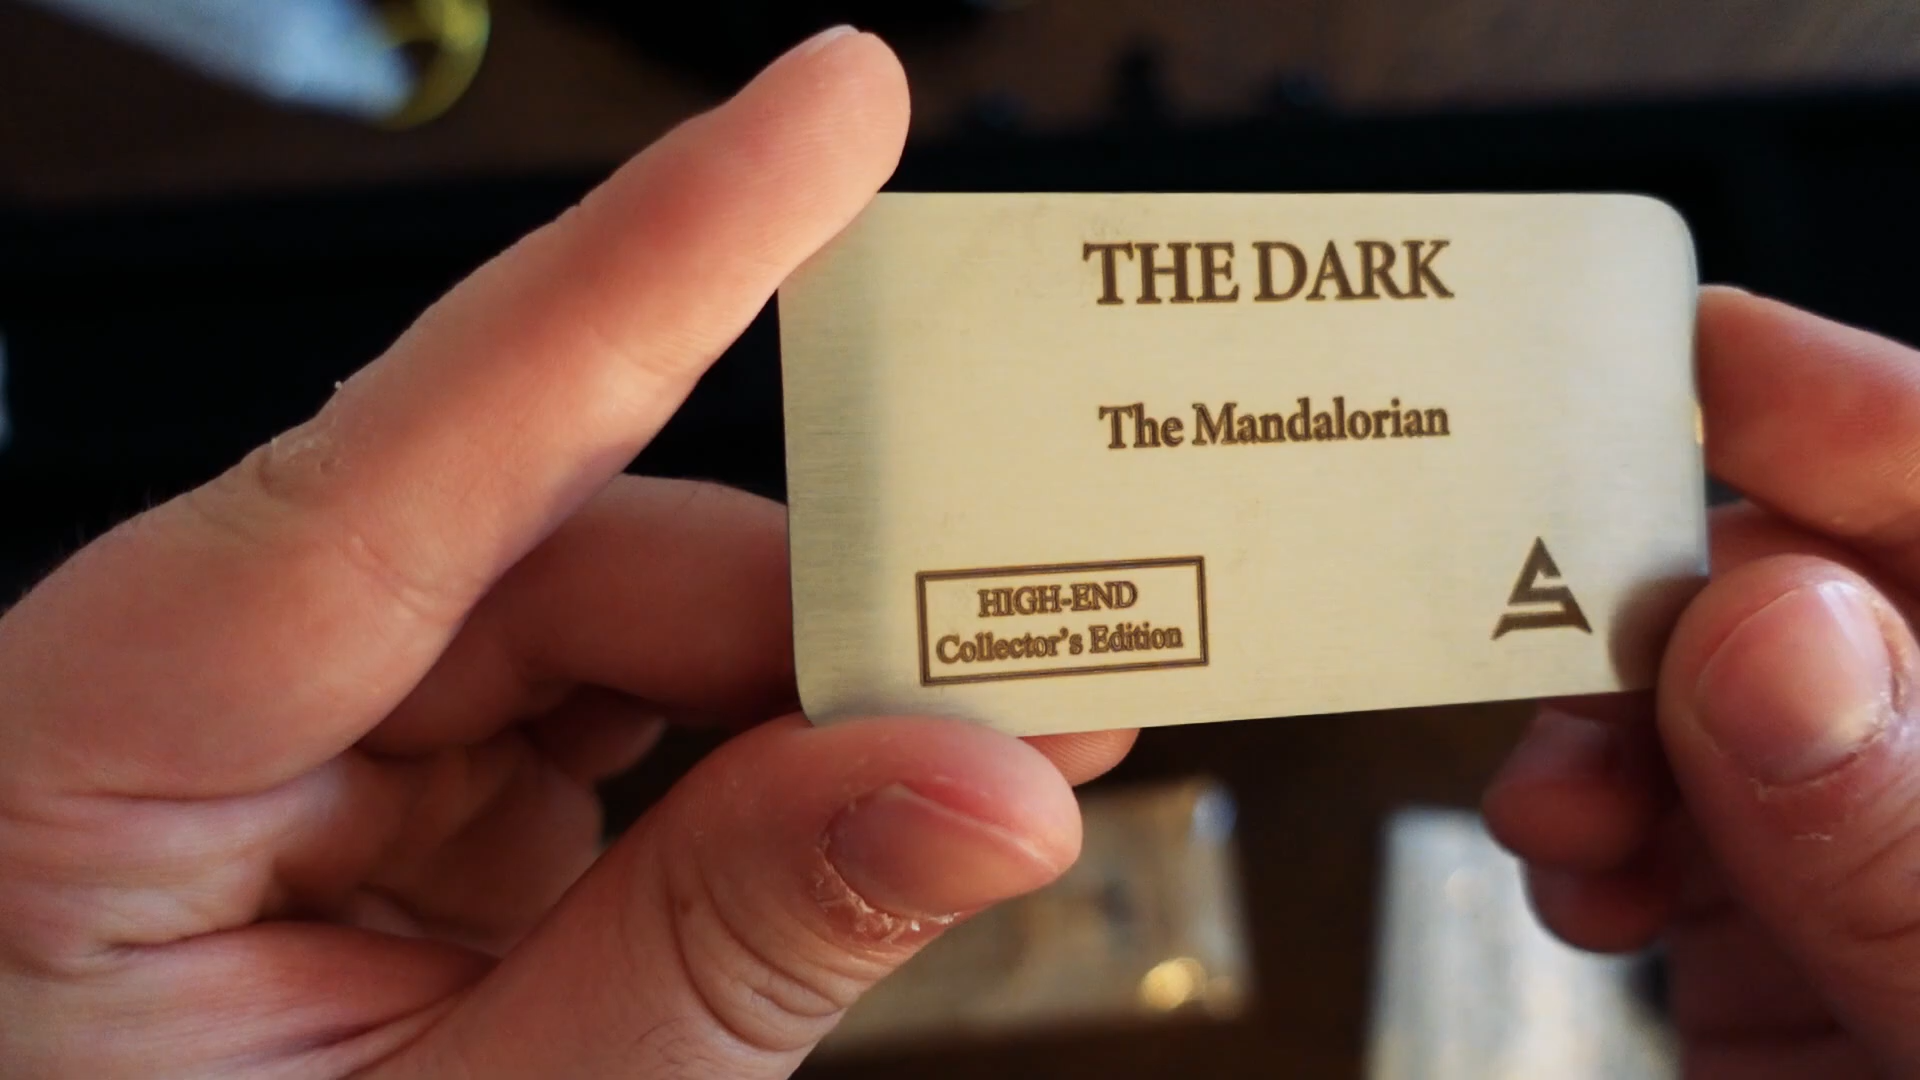 THE DARK
The Mandalorian
HIGH-END
Collector's Edition